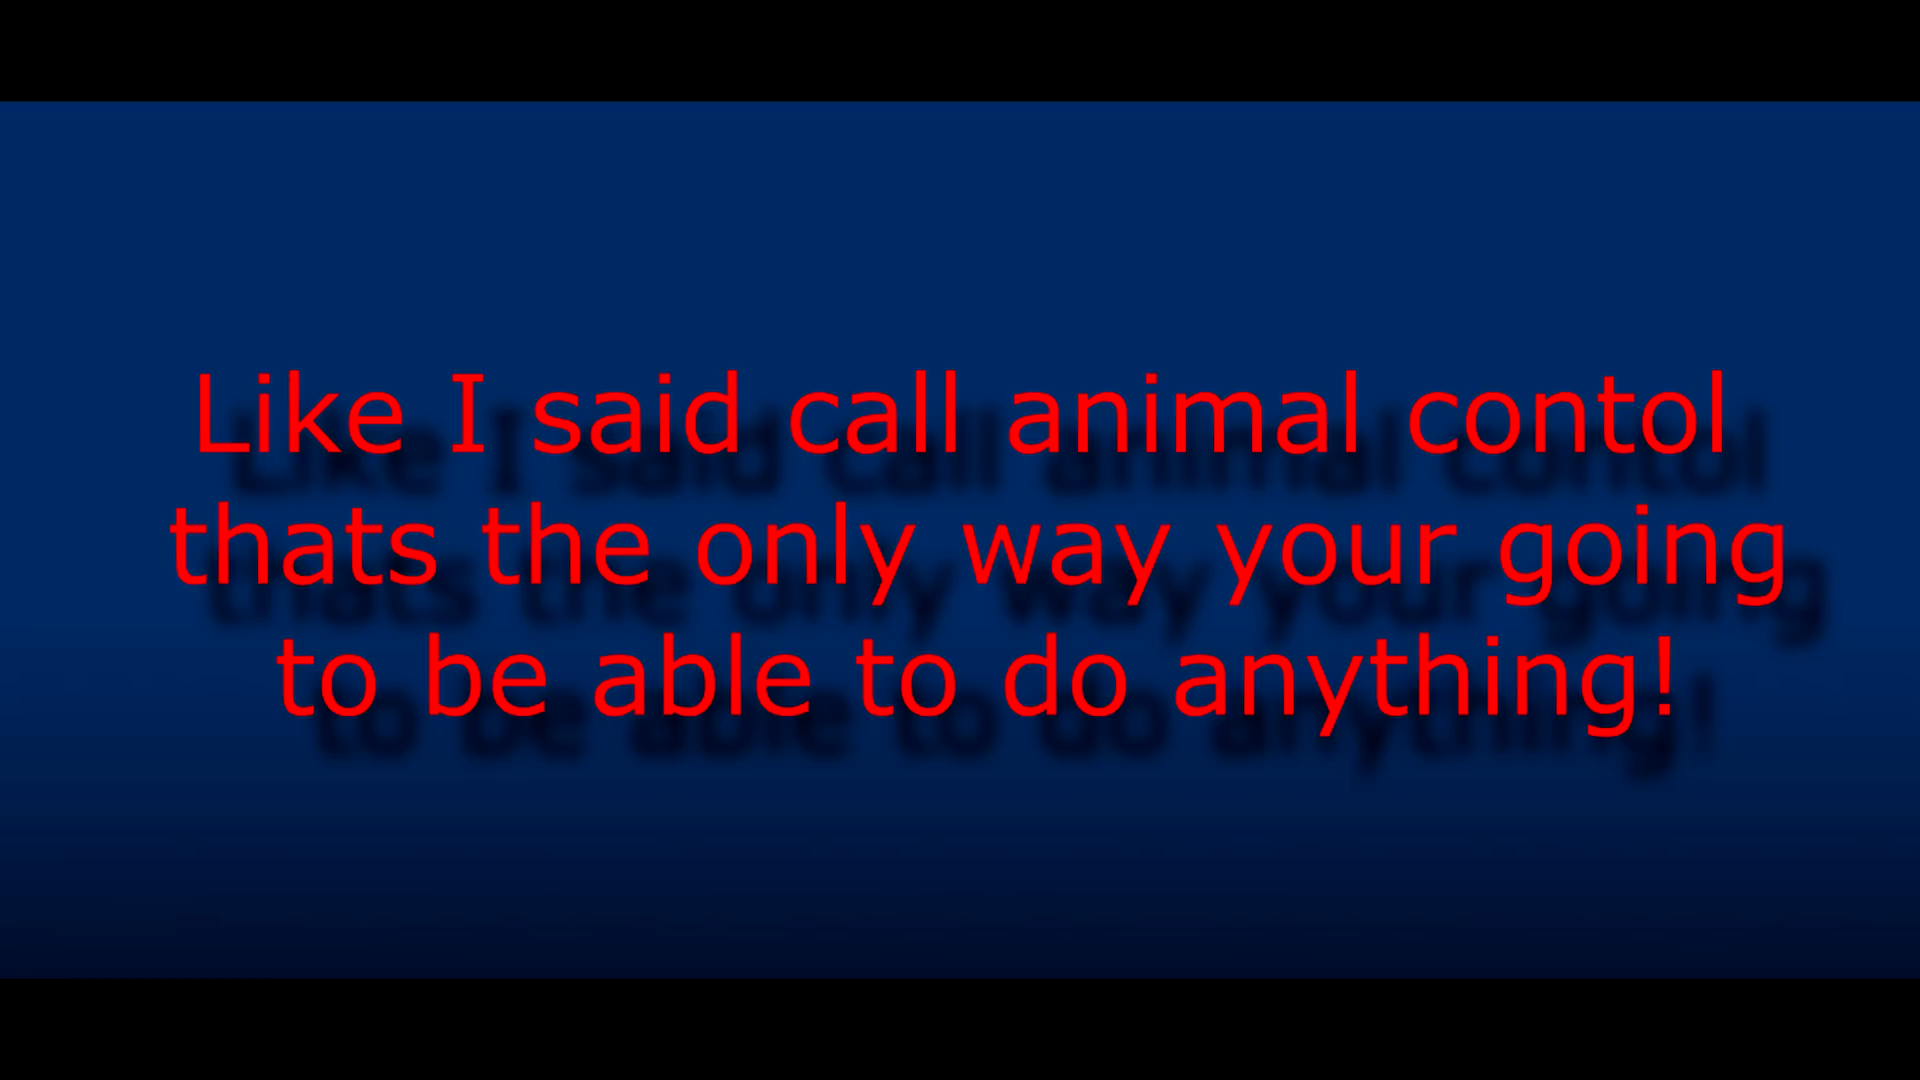 Like I said call animal contol
thats the only way your going
to be able to do anything!